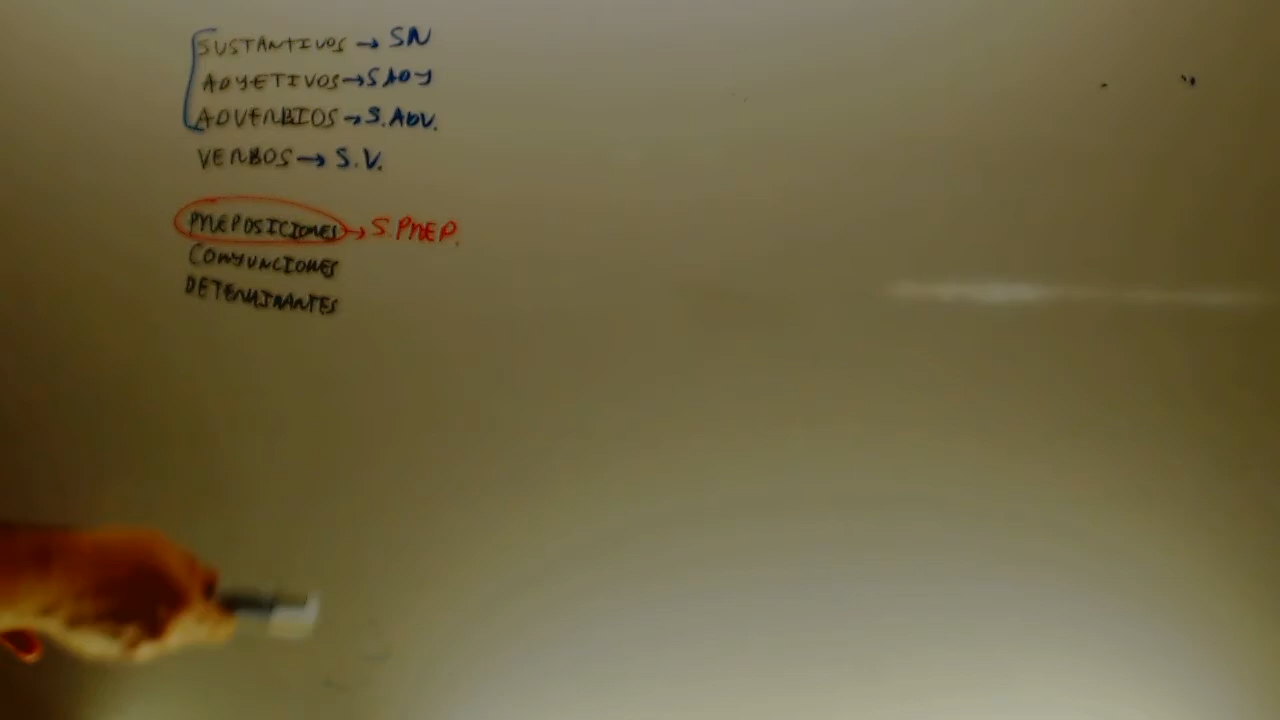 SUSTANTIVOS → SN
ADJETIVOS → S ADJ
ADVERBIOS → S. ADV.
VERBOS → S.V.
PREPOSICIONES → S. PREP.
CONJUNCIONES
DETERMINANTES